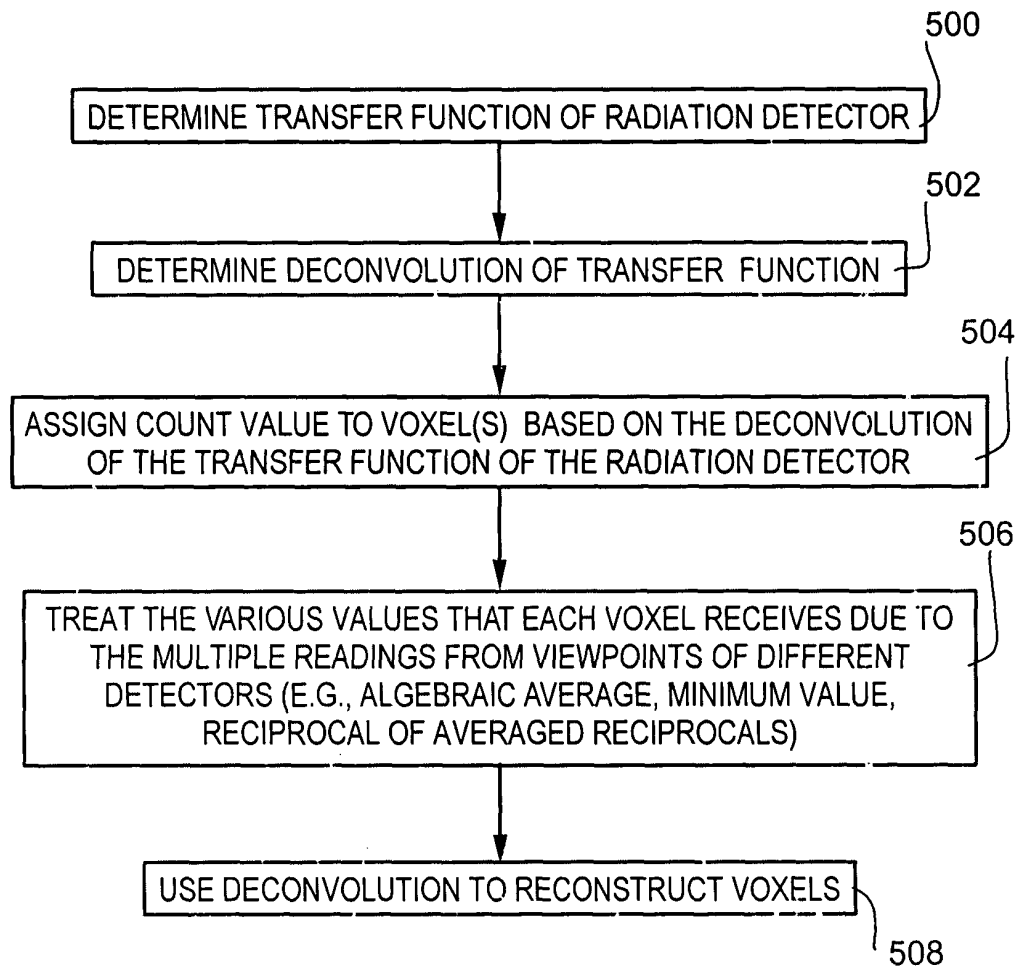 500
DETERMINE TRANSFER FUNCTION OF RADIATION DETECTOR
502
DETERMINE DECONVOLUTION OF TRANSFER FUNCTION
504
ASSIGN COUNT VALUE TO VOXEL(S) BASED ON THE DECONVOLUTION
OF THE TRANSFER FUNCTION OF THE RADIATION DETECTOR
506
TREAT THE VARIOUS VALUES THAT EACH VOXEL RECEIVES DUE TO
THE MULTIPLE READINGS FROM VIEWPOINTS OF DIFFERENT
DETECTORS (E.G., ALGEBRAIC AVERAGE, MINIMUM VALUE,
RECIPROCAL OF AVERAGED RECIPROCALS)
USE DECONVOLUTION TO RECONSTRUCT VOXELS
508